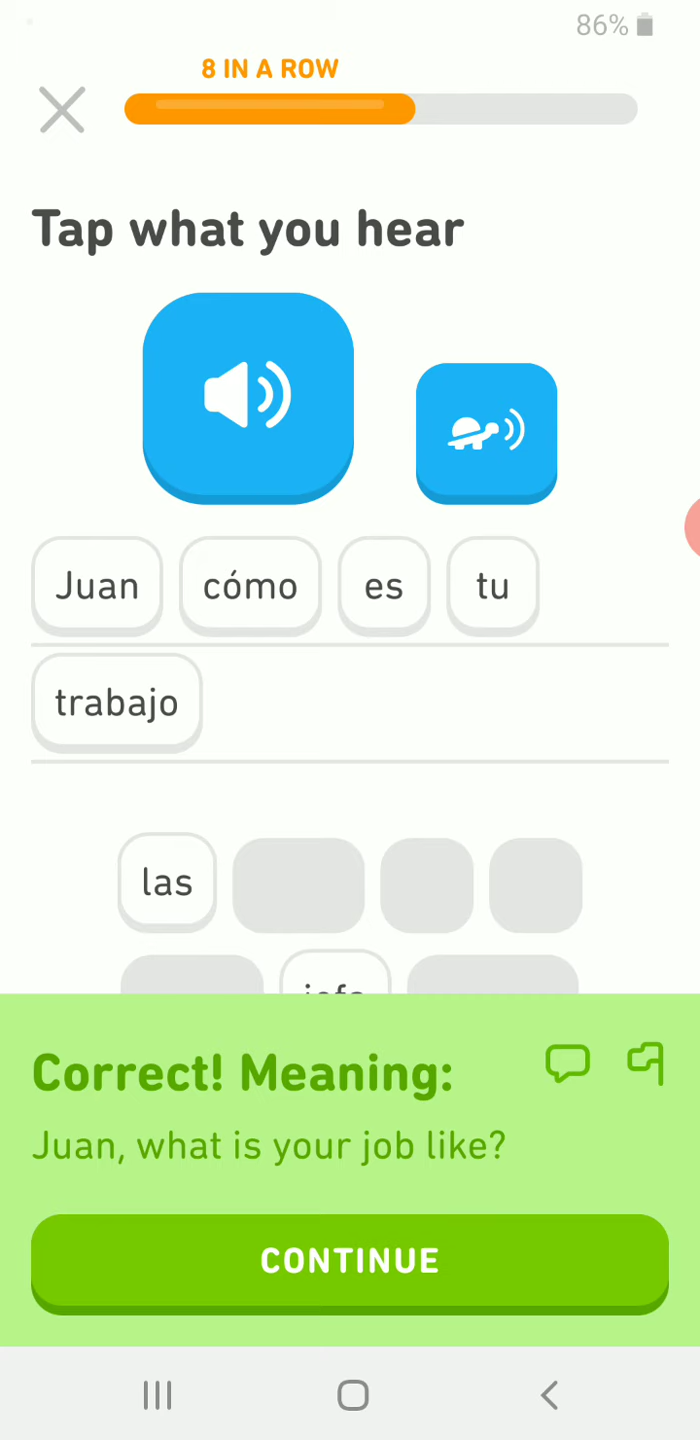 86%
8 IN A ROW
Tap what you hear
Juan cómo es tu
trabajo
las
Correct! Meaning:
Juan, what is your job like?
CONTINUE